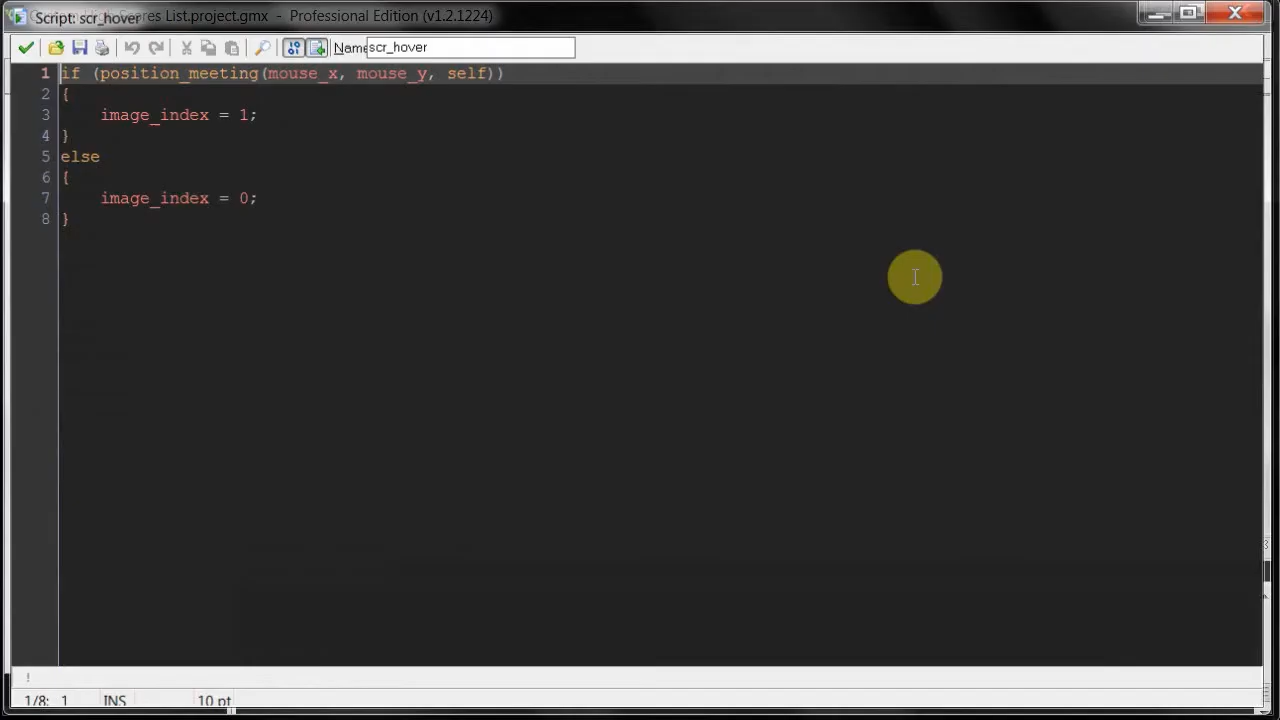 Script: scr_hover
Scores List.project.gmx - Professional Edition (v1.2.1224)
Name scr_hover
1 if (position_meeting(mouse_x, mouse_y, self))
2 {
3 image_index = 1;
4 }
5 else
6 {
7 image_index = 0;
8 }
!
1/8: 1 INS 10 pt